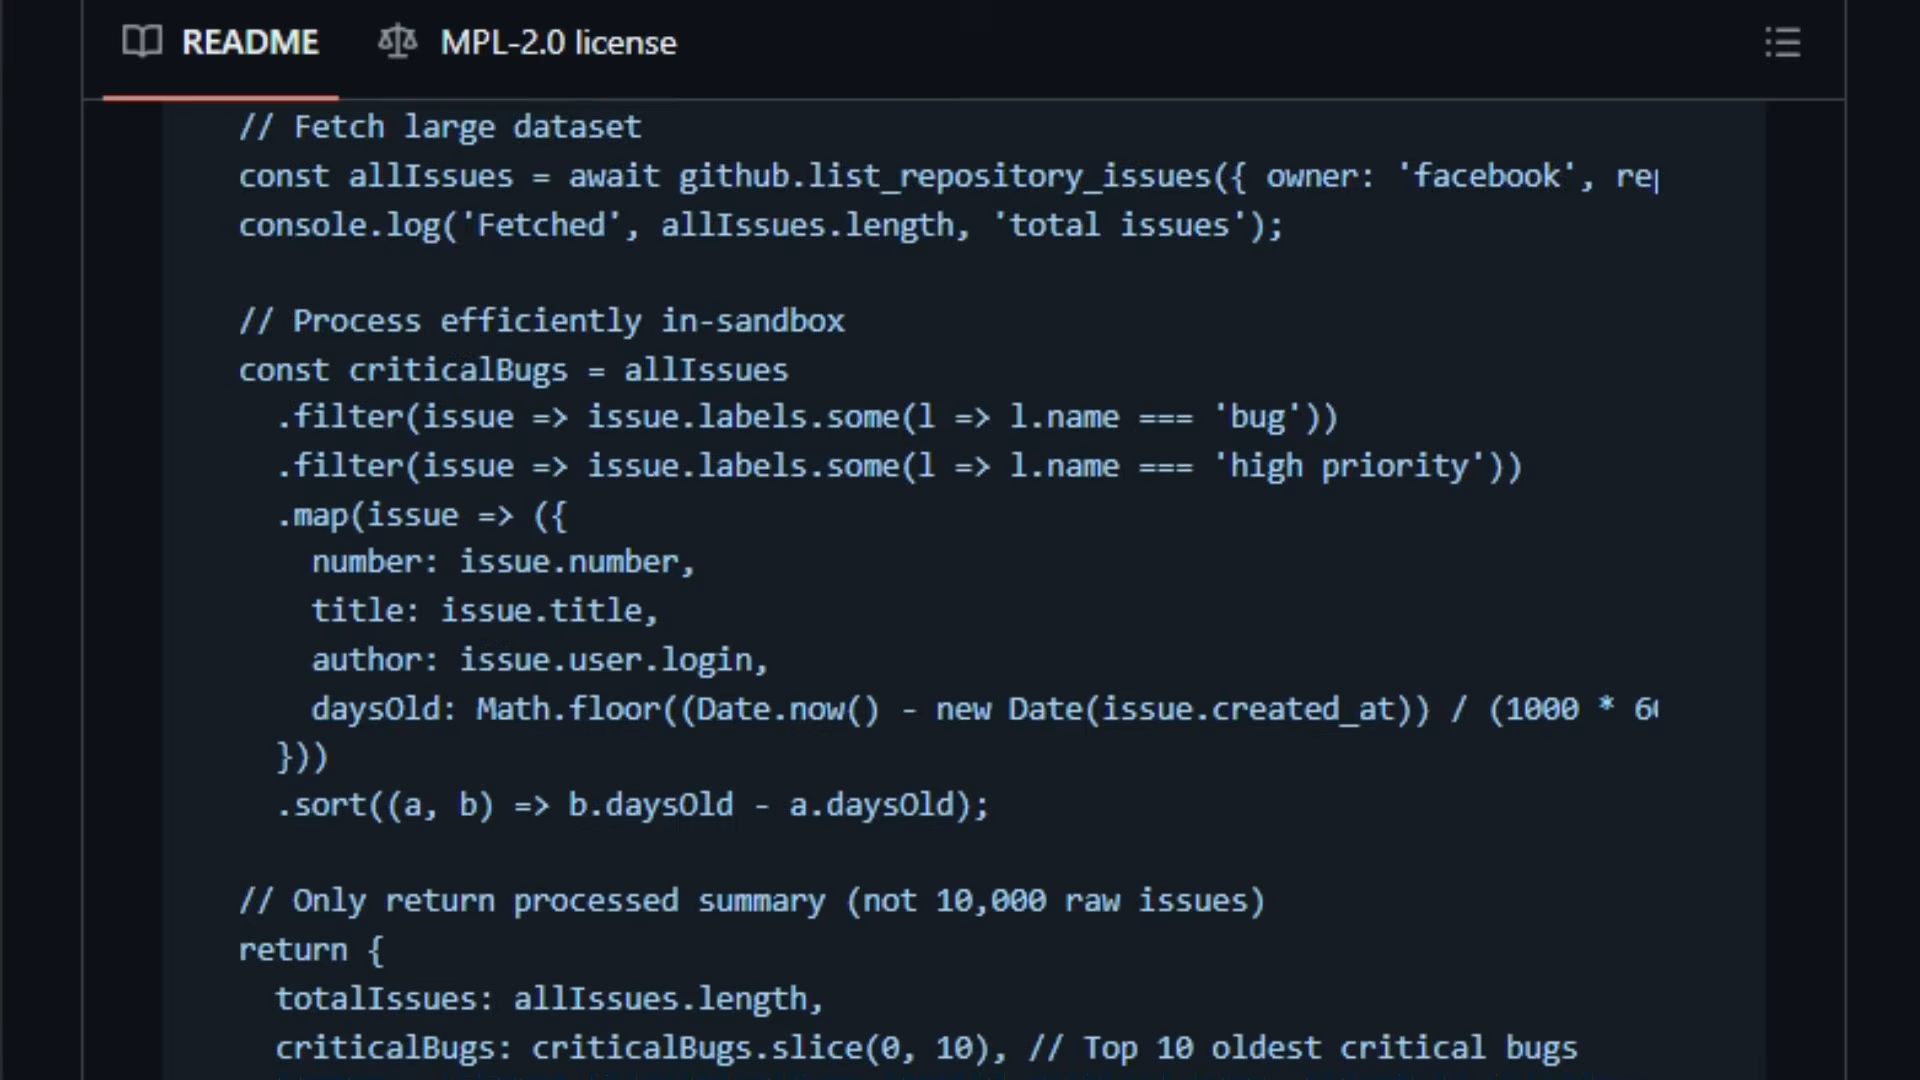 README MPL-2.0 license
// Fetch large dataset
const allIssues = await github.list_repository_issues({ owner: 'facebook', rep
console.log('Fetched', allIssues.length, 'total issues');
// Process efficiently in-sandbox
const criticalBugs = allIssues
.filter(issue => issue.labels.some(l => l.name === 'bug'))
.filter(issue => issue.labels.some(l => l.name === 'high priority'))
.map(issue => ({
number: issue.number,
title: issue.title,
author: issue.user.login,
daysOld: Math.floor((Date.now() - new Date(issue.created_at)) / (1000 * 60
}))
.sort((a, b) => b.daysOld - a.daysOld);
// Only return processed summary (not 10,000 raw issues)
return {
totalIssues: allIssues.length,
criticalBugs: criticalBugs.slice(0, 10), // Top 10 oldest critical bugs